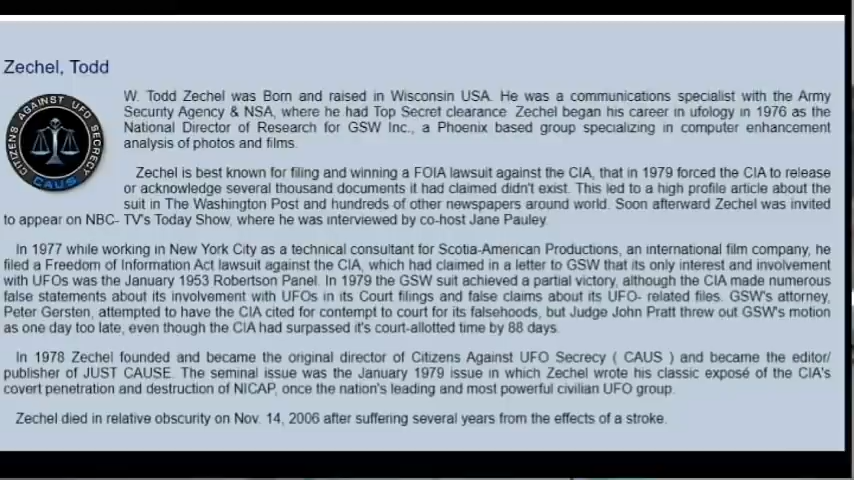 Zechel, Todd
CITIZENS AGAINST UFO SECRECY
CAUS
W. Todd Zechel was Born and raised in Wisconsin USA. He was a communications specialist with the Army
Security Agency & NSA, where he had Top Secret clearance. Zechel began his career in ufology in 1976 as the
National Director of Research for GSW Inc., a Phoenix based group specializing in computer enhancement
analysis of photos and films.
Zechel is best known for filing and winning a FOIA lawsuit against the CIA, that in 1979 forced the CIA to release
or acknowledge several thousand documents it had claimed didn't exist. This led to a high profile article about the
suit in The Washington Post and hundreds of other newspapers around world. Soon afterward Zechel was invited
to appear on NBC- TV's Today Show, where he was interviewed by co-host Jane Pauley.
In 1977 while working in New York City as a technical consultant for Scotia-American Productions, an international film company, he
filed a Freedom of Information Act lawsuit against the CIA, which had claimed in a letter to GSW that its only interest and involvement
with UFOs was the January 1953 Robertson Panel. In 1979 the GSW suit achieved a partial victory, although the CIA made numerous
false statements about its involvement with UFOs in its Court filings and false claims about its UFO- related files. GSW's attorney,
Peter Gersten, attempted to have the CIA cited for contempt to court for its falsehoods, but Judge John Pratt threw out GSW's motion
as one day too late, even though the CIA had surpassed it's court-allotted time by 88 days.
In 1978 Zechel founded and became the original director of Citizens Against UFO Secrecy ( CAUS ) and became the editor/
publisher of JUST CAUSE. The seminal issue was the January 1979 issue in which Zechel wrote his classic exposé of the CIA's
covert penetration and destruction of NICAP, once the nation's leading and most powerful civilian UFO group.
Zechel died in relative obscurity on Nov. 14, 2006 after suffering several years from the effects of a stroke.